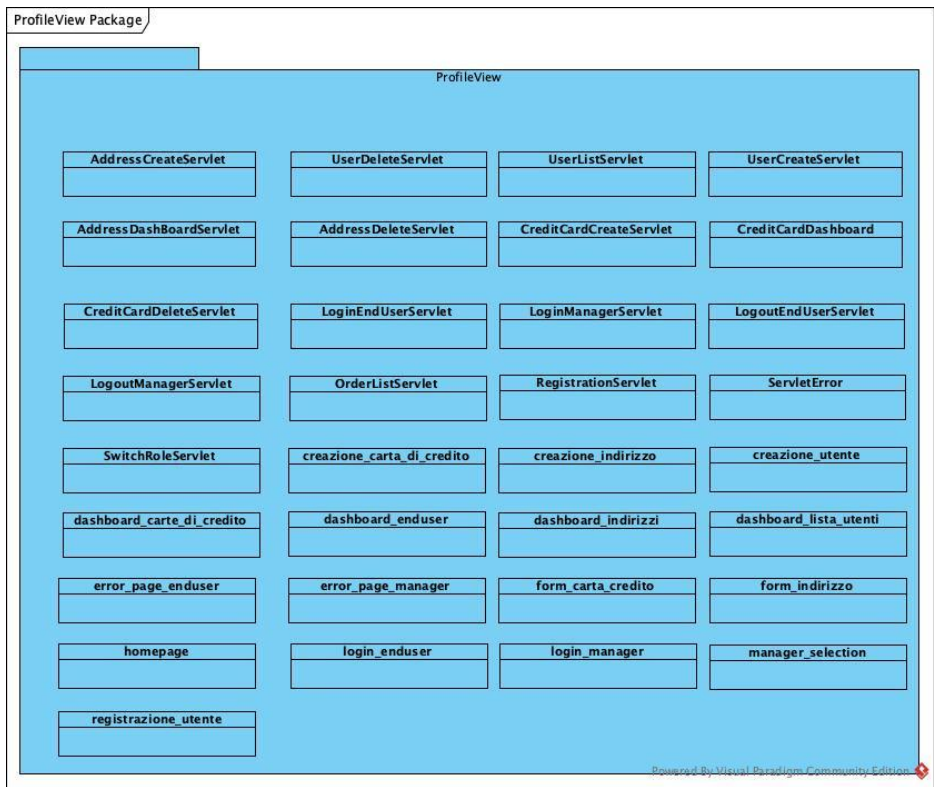 ProfileView Package
ProfileView
AddressCreateServlet
UserDeleteServlet
UserListServlet
UserCreateServlet
AddressDashBoardServlet
AddressDeleteServlet
CreditCardCreateServlet
CreditCardDashboard
CreditCardDeleteServlet
LoginEndUserServlet
LoginManagerServlet
LogoutEndUserServlet
LogoutManagerServlet
OrderListServlet
RegistrationServlet
ServletError
SwitchRoleServlet
creazione_carta_di_credito
creazione_indirizzo
creazione_utente
dashboard_carte_di_credito
dashboard_enduser
dashboard_indirizzi
dashboard_lista_utenti
error_page_enduser
error_page_manager
form_carta_credito
form_indirizzo
homepage
login_enduser
login_manager
manager_selection
registrazione_utente
Powered By Visual Paradigm Community Edition